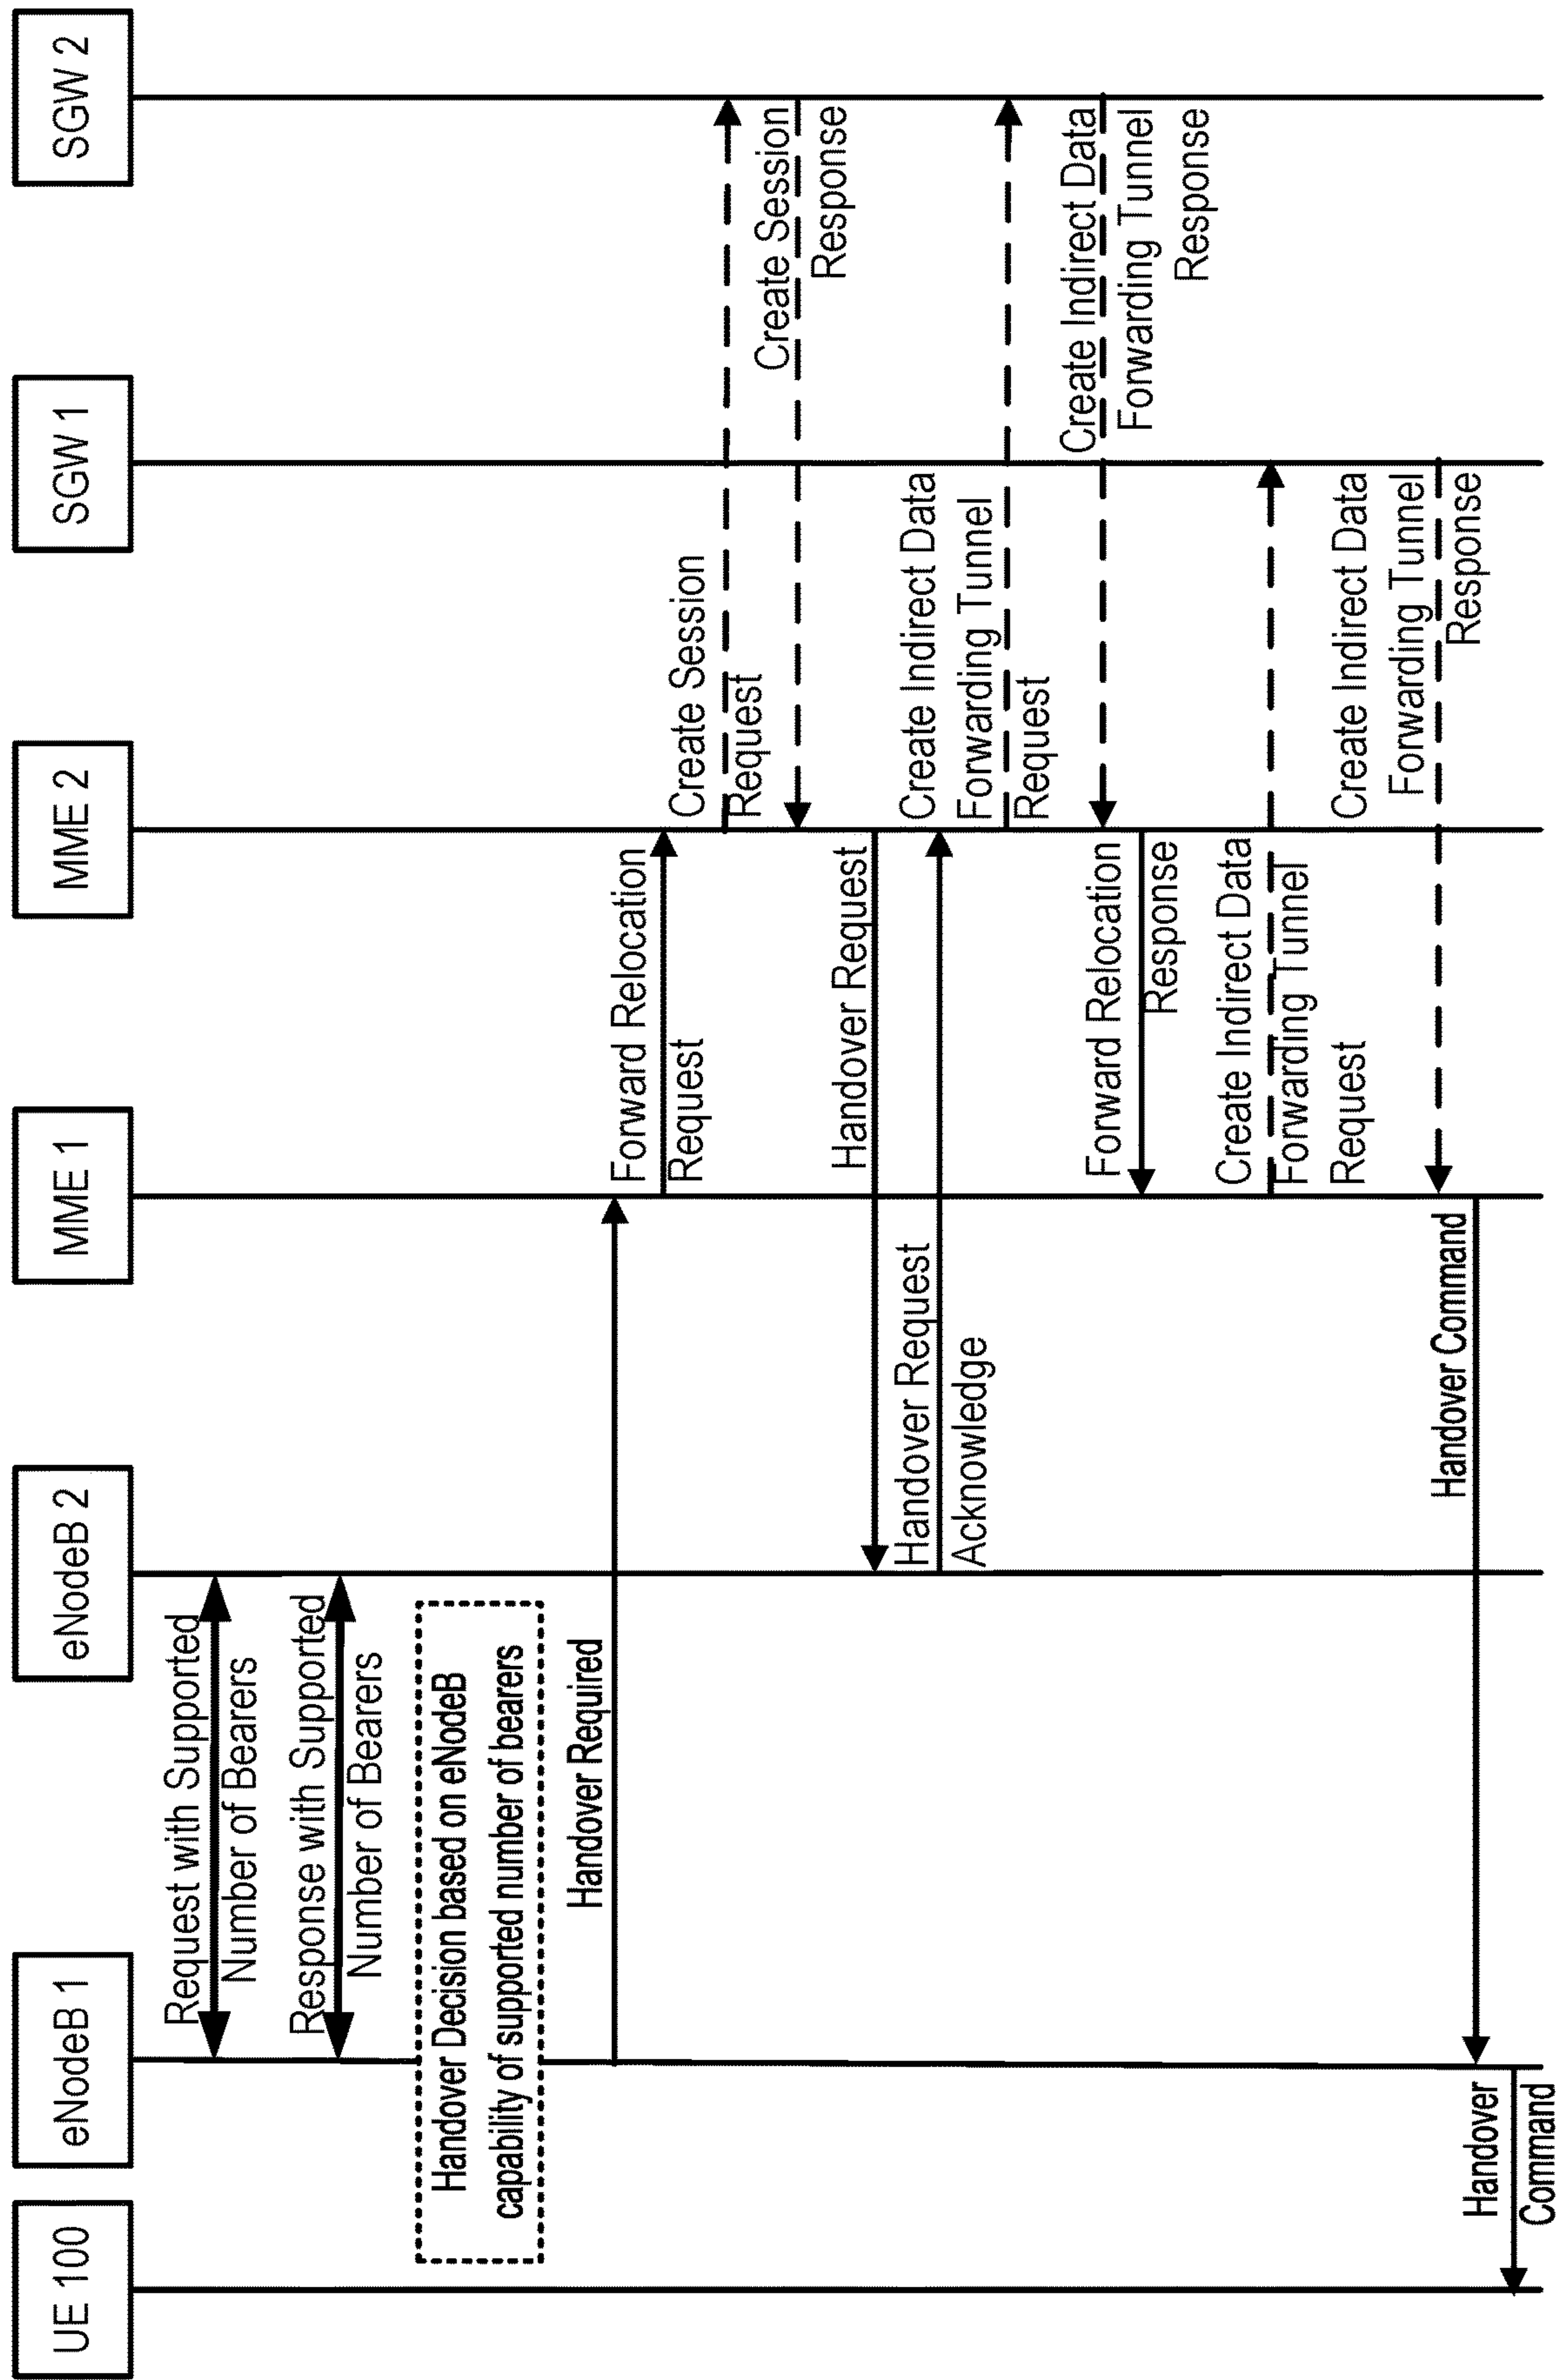 UE 100
eNodeB 1
eNodeB 2
MME 1
MME 2
SGW 1
SGW 2
Request with Supported
Number of Bearers
Response with Supported
Number of Bearers
Handover Decision based on eNodeB
capability of supported number of bearers
Handover Required
Forward Relocation
Request
Create Session
Request
Create Session
Response
Handover Request
Handover Request
Acknowledge
Create Indirect Data
Forwarding Tunnel
Request
Create Indirect Data
Forwarding Tunnel
Response
Forward Relocation
Response
Create Indirect Data
Forwarding Tunnel
Request
Create Indirect Data
Forwarding Tunnel
Response
Handover Command
Handover
Command